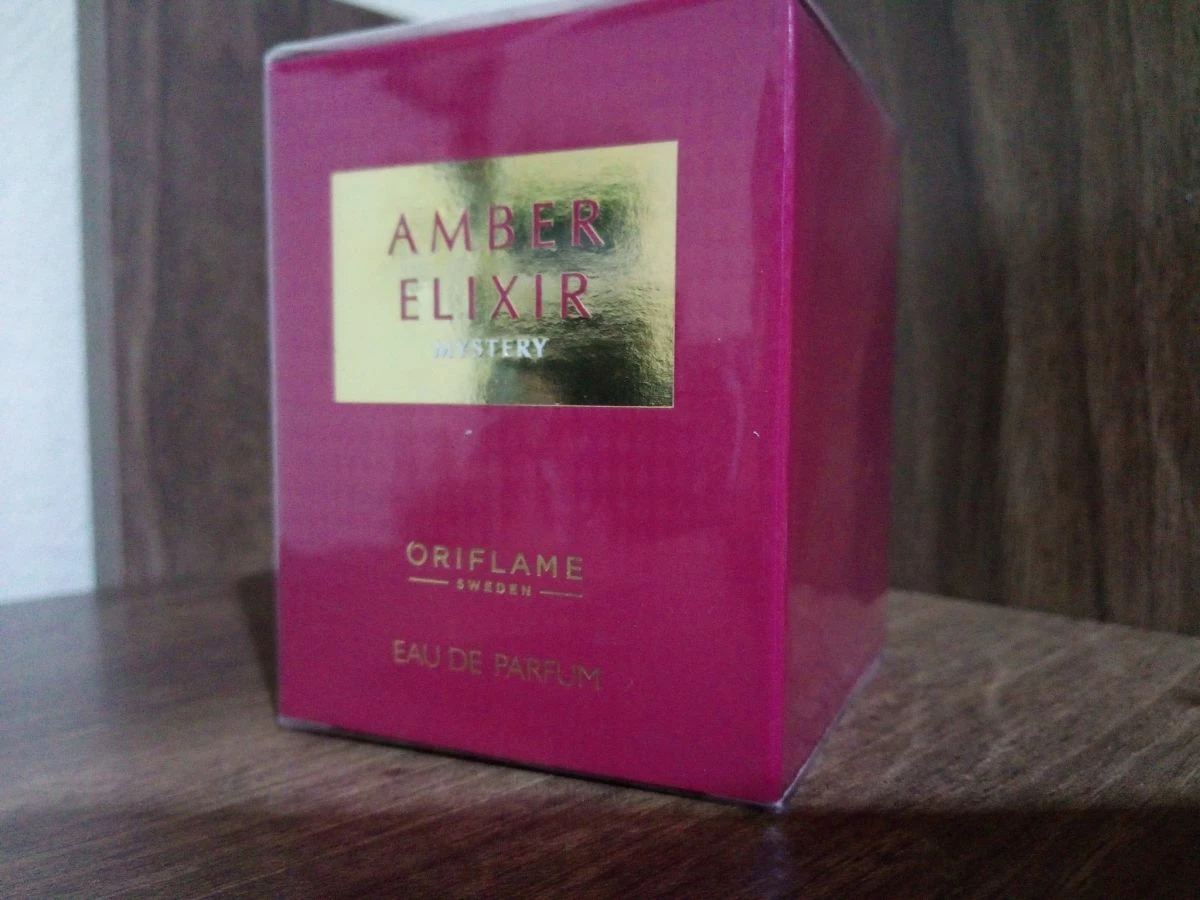 AMBER
ELIXIR
MYSTERY
ORIFLAME
SWEDEN
EAU DE PARFUM